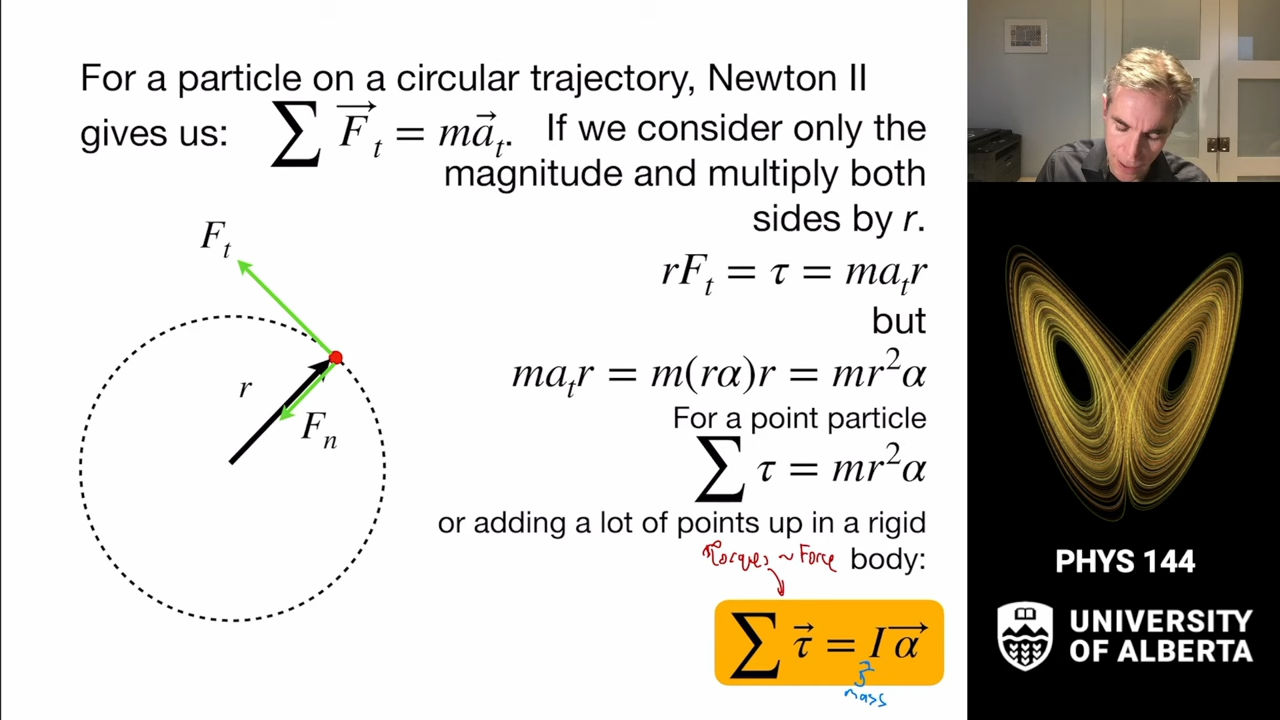 For a particle on a circular trajectory, Newton II
gives us: ∑ F⃗ₜ = ma⃗ₜ. If we consider only the
magnitude and multiply both
sides by r.
rFₜ = τ = maₜr
but
maₜr = m(rα)r = mr²α
For a point particle
∑ τ = mr²α
or adding a lot of points up in a rigid
body:
Torques ~ Force
∑ τ⃗ = Iα⃗
mass
Fₜ
r
Fₙ
PHYS 144
UNIVERSITY
OF ALBERTA